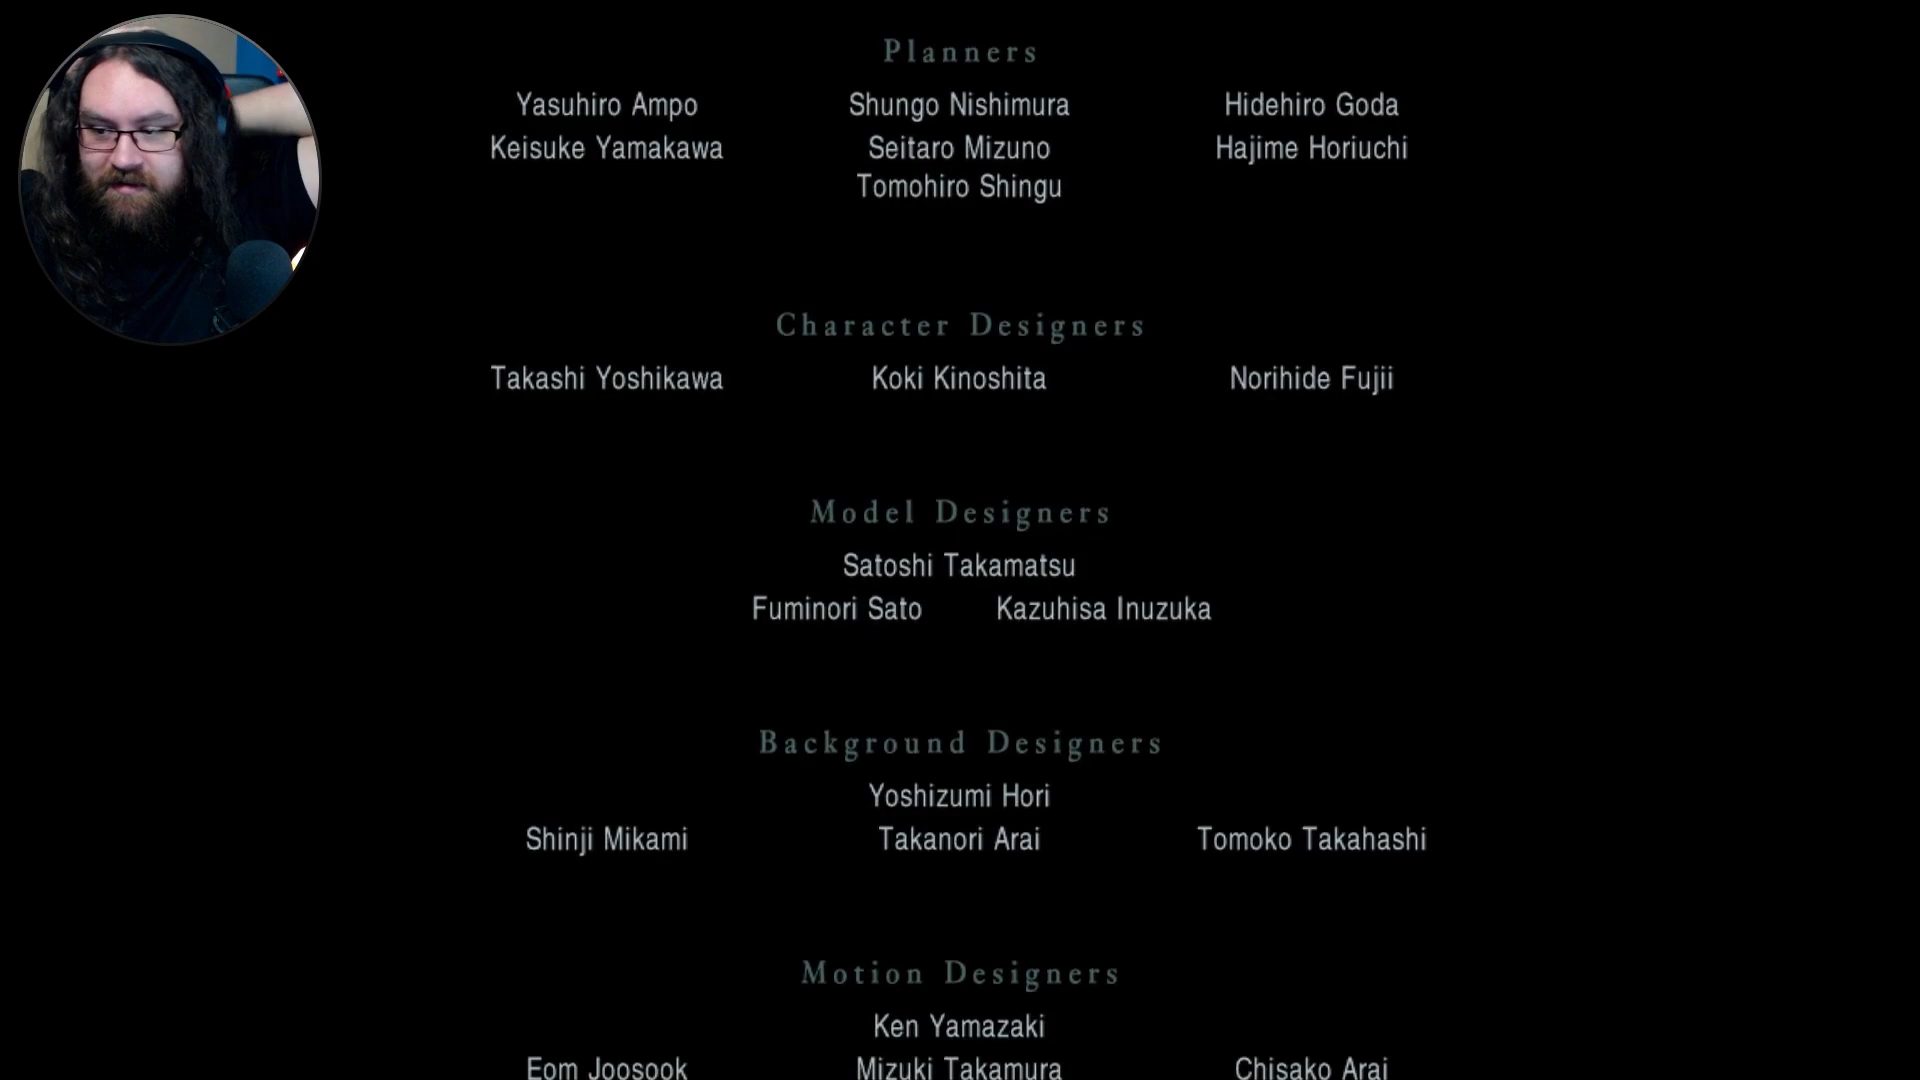 Planners
Yasuhiro Ampo Shungo Nishimura Hidehiro Goda
Keisuke Yamakawa Seitaro Mizuno Hajime Horiuchi
Tomohiro Shingu
Character Designers
Takashi Yoshikawa Koki Kinoshita Norihide Fujii
Model Designers
Satoshi Takamatsu
Fuminori Sato Kazuhisa Inuzuka
Background Designers
Yoshizumi Hori
Shinji Mikami Takanori Arai Tomoko Takahashi
Motion Designers
Ken Yamazaki
Eom Joosook Mizuki Takamura Chisako Arai